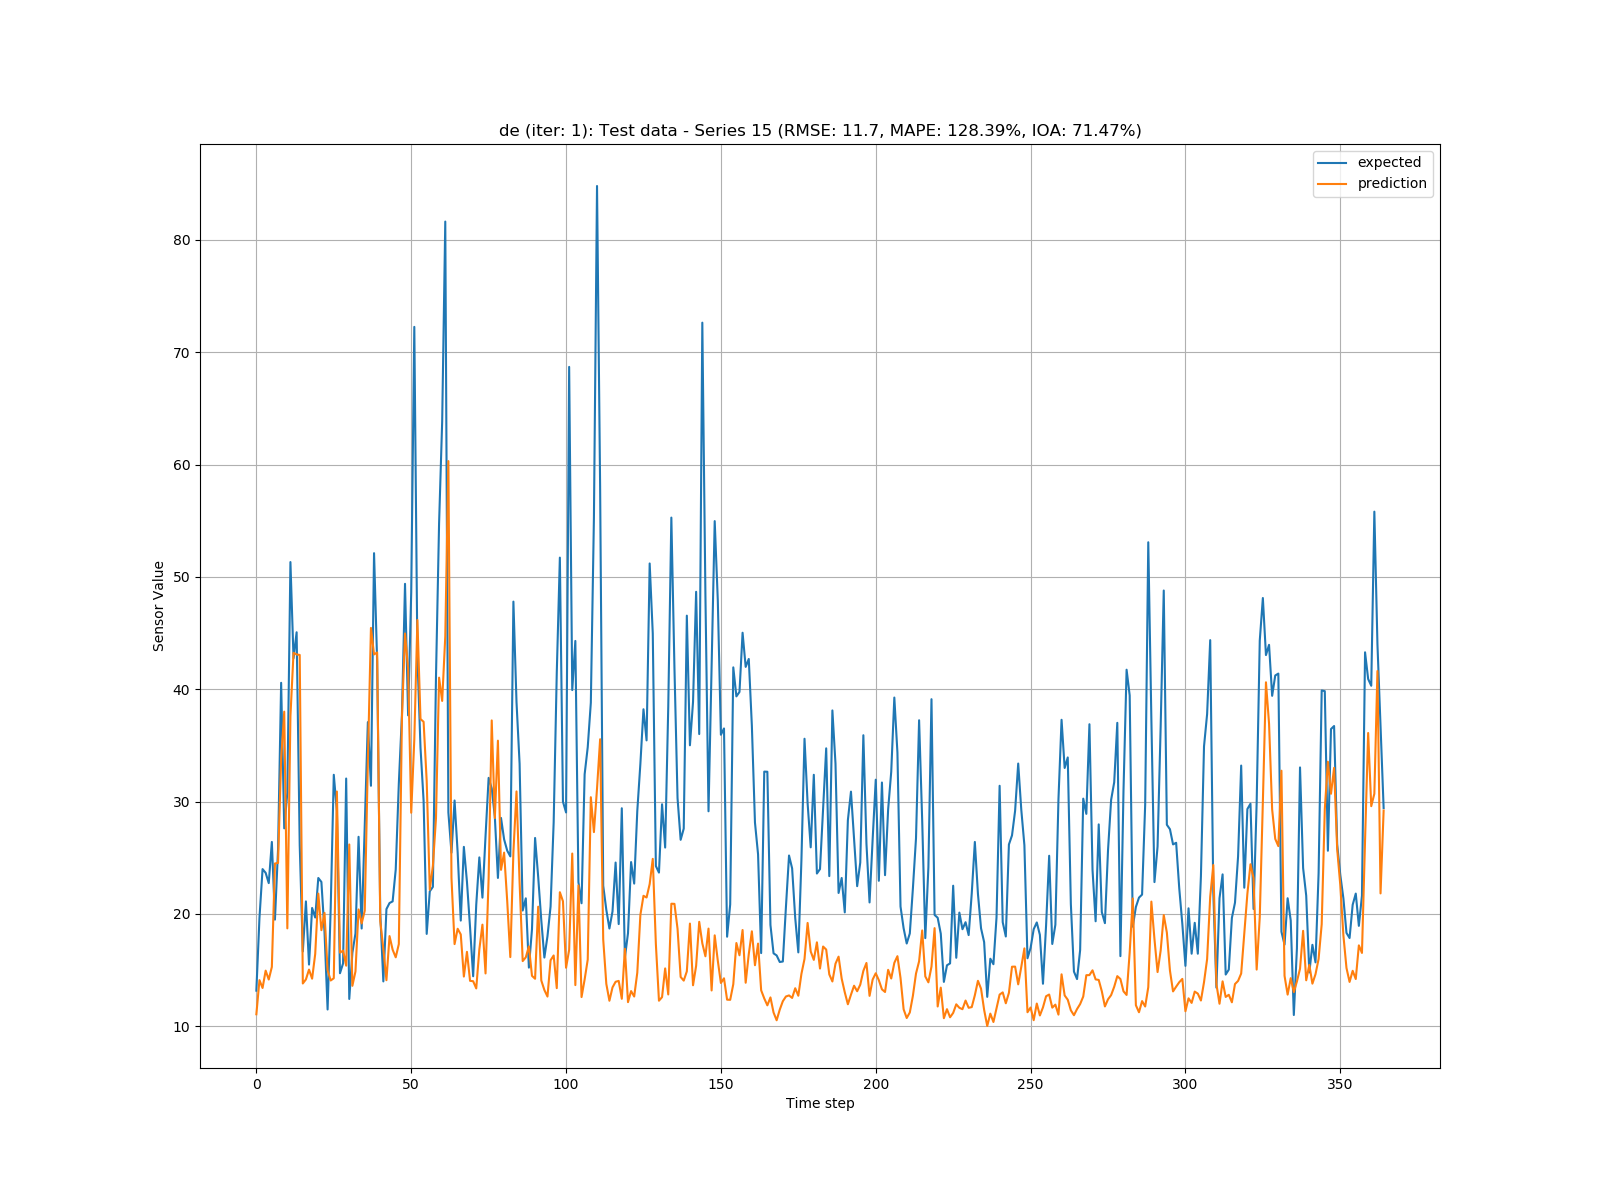 de (iter: 1): Test data - Series 15 (RMSE: 11.7, MAPE: 128.39%, IOA: 71.47%)
expected
prediction
80
70
60
50
40
30
20
10
Sensor Value
0 50 100 150 200 250 300 350
Time step